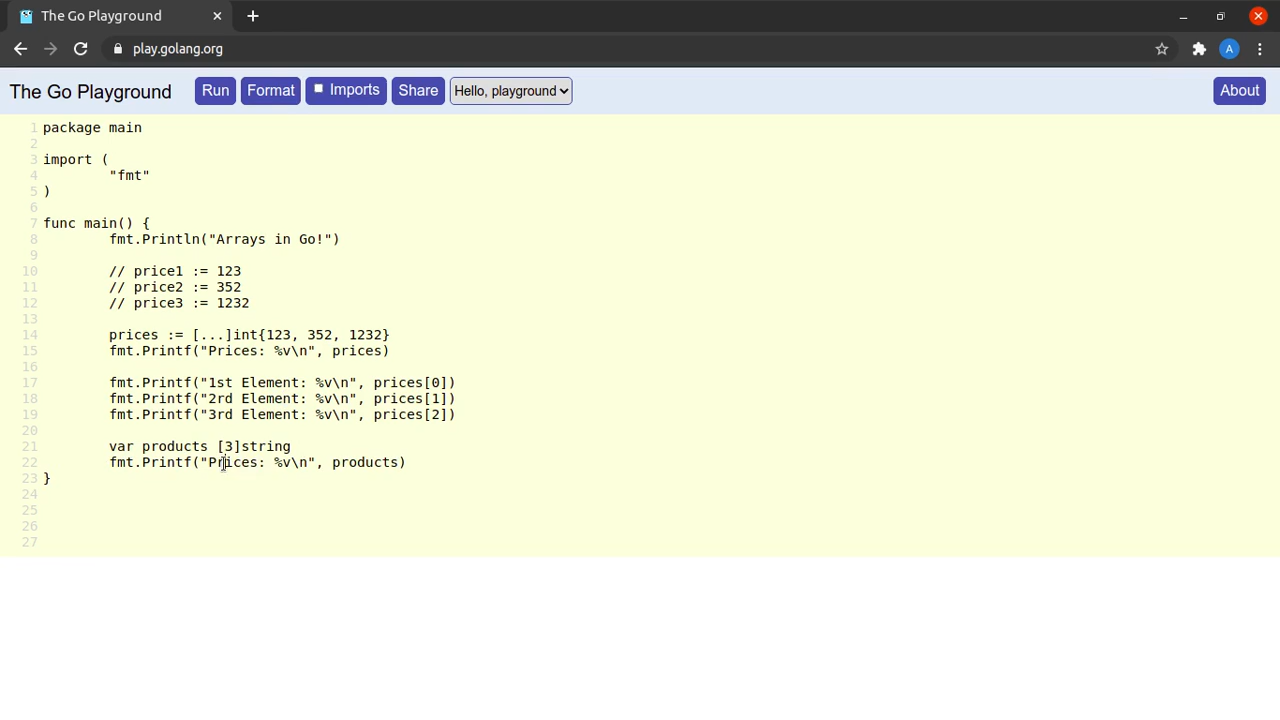 The Go Playground
play.golang.org
A
The Go Playground Run Format Imports Share Hello, playground About
1 package main
2
3 import (
4 "fmt"
5 )
6
7 func main() {
8 fmt.Println("Arrays in Go!")
9
10 // price1 := 123
11 // price2 := 352
12 // price3 := 1232
13
14 prices := [...]int{123, 352, 1232}
15 fmt.Printf("Prices: %v\n", prices)
16
17 fmt.Printf("1st Element: %v\n", prices[0])
18 fmt.Printf("2rd Element: %v\n", prices[1])
19 fmt.Printf("3rd Element: %v\n", prices[2])
20
21 var products [3]string
22 fmt.Printf("Prices: %v\n", products)
23 }
24
25
26
27